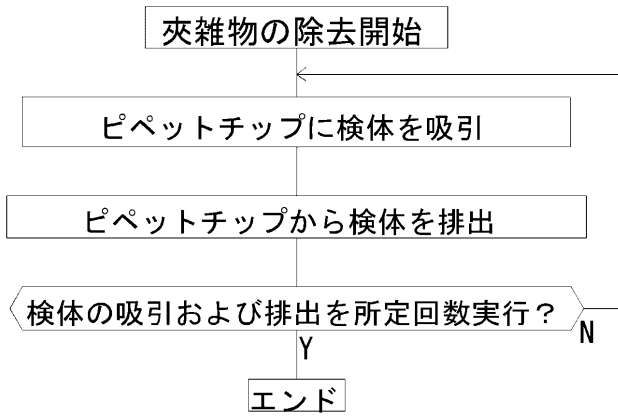 夾雑物の除去開始
ピペットチップに検体を吸引
ピペットチップから検体を排出
検体の吸引および排出を所定回数実行？
N
Y
エンド